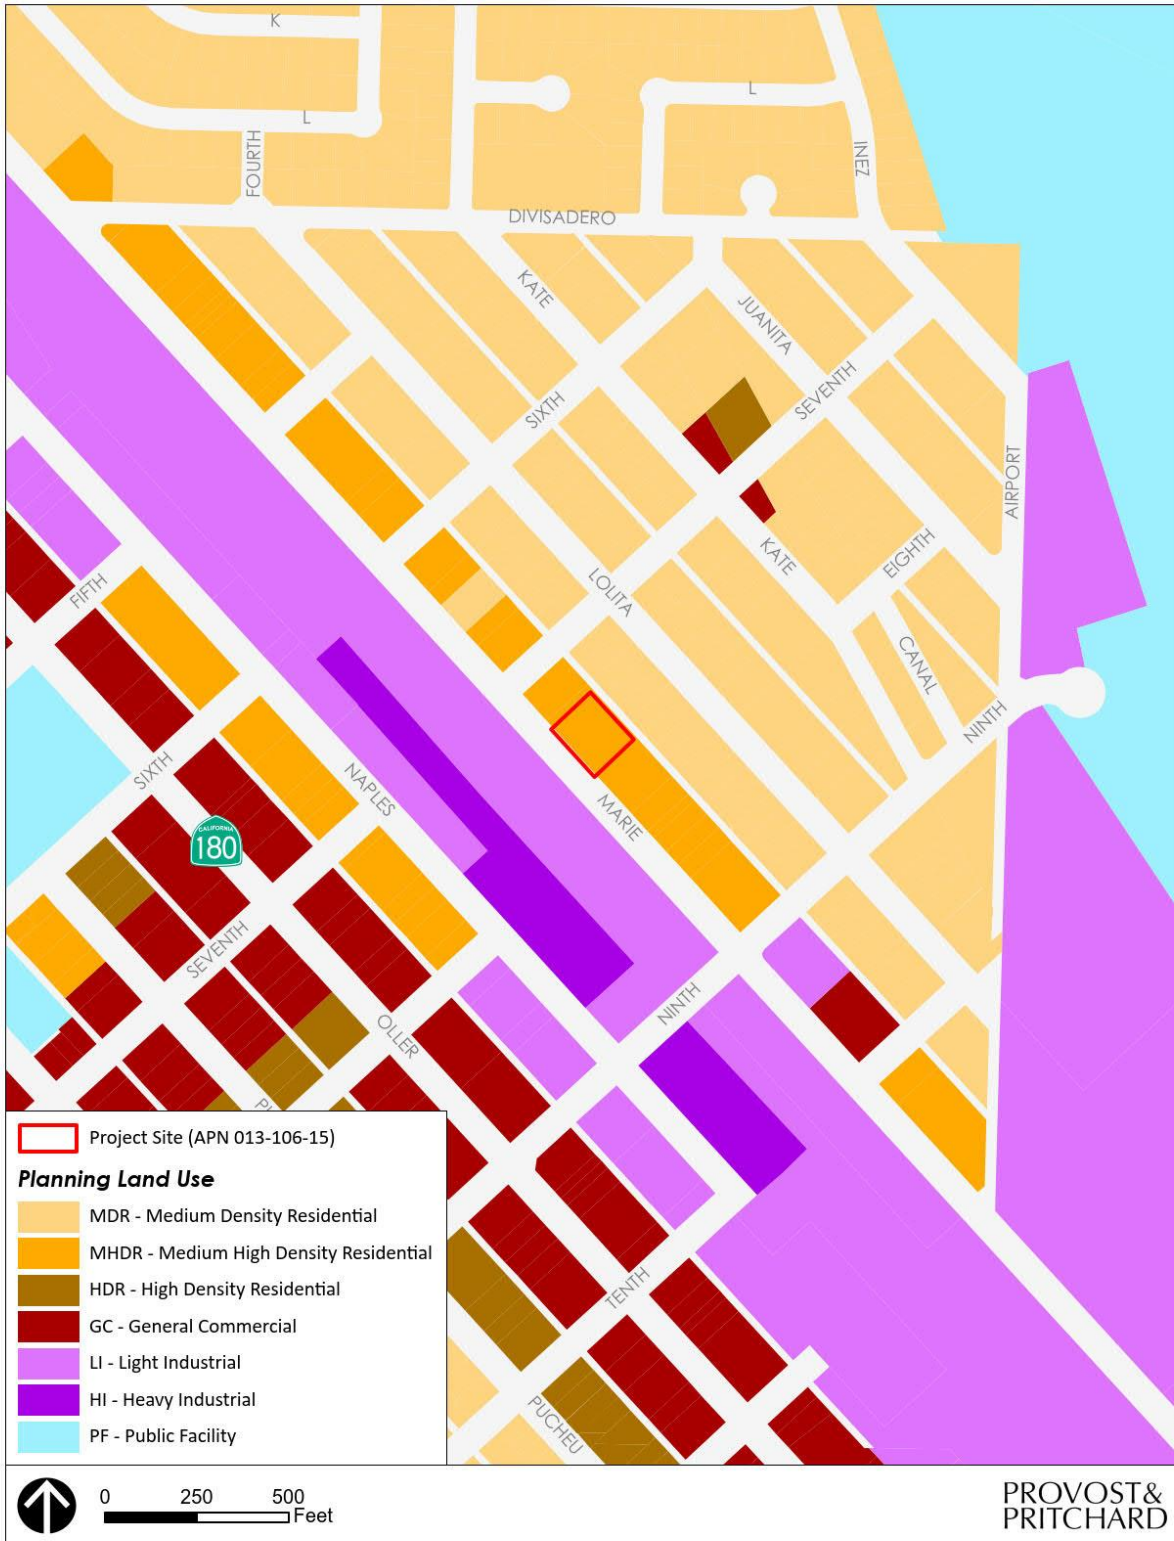 K
L
L
FOURTH
INEZ
DIVISADERO
KATE
JUANITA
SIXTH
SEVENTH
AIRPORT
FIFTH
LOLITA
KATE
EIGHTH
CANAL
NINTH
SIXTH
NAPLES
MARIE
CALIFORNIA
180
SEVENTH
OLLER
NINTH
TENTH
PUCHEU
Project Site (APN 013-106-15)
Planning Land Use
MDR - Medium Density Residential
MHDR - Medium High Density Residential
HDR - High Density Residential
GC - General Commercial
LI - Light Industrial
HI - Heavy Industrial
PF - Public Facility
0 250 500
Feet
PROVOST&
PRITCHARD